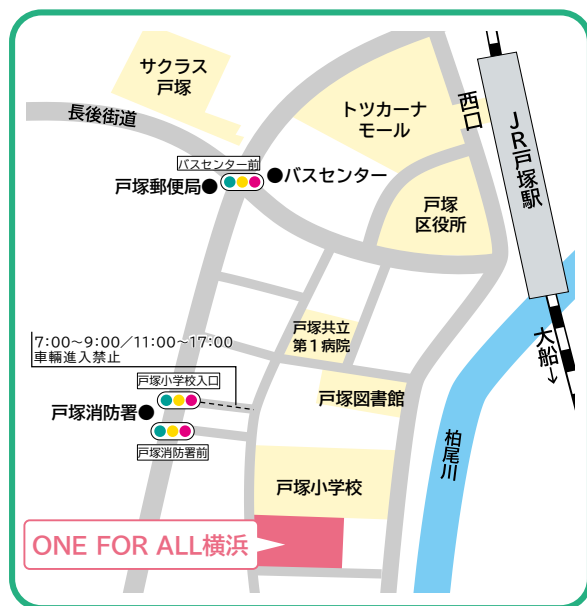 サクラス
戸塚
長後街道
トツカーナ
モール
西口
JR戸塚駅
バスセンター前
バスセンター
戸塚郵便局
戸塚
区役所
7:00〜9:00／11:00〜17:00
車輌進入禁止
戸塚共立
第1病院
大船↓
戸塚小学校入口
戸塚図書館
戸塚消防署
戸塚消防署前
柏尾川
戸塚小学校
ONE FOR ALL横浜